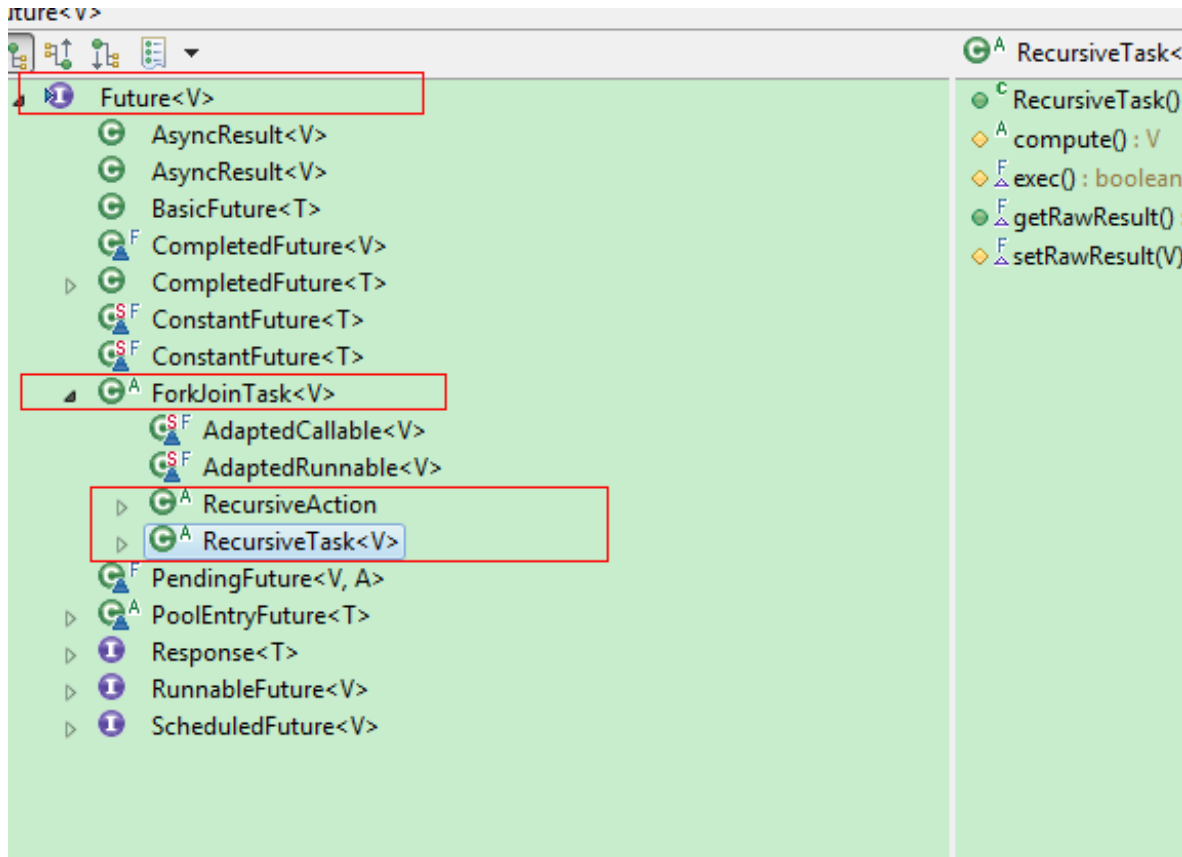 Future<V>
AsyncResult<V>
AsyncResult<V>
BasicFuture<T>
CompletedFuture<V>
CompletedFuture<T>
ConstantFuture<T>
ConstantFuture<T>
ForkJoinTask<V>
AdaptedCallable<V>
AdaptedRunnable<V>
RecursiveAction
RecursiveTask<V>
PendingFuture<V, A>
PoolEntryFuture<T>
Response<T>
RunnableFuture<V>
ScheduledFuture<V>
RecursiveTask<
RecursiveTask()
compute() : V
exec() : boolean
getRawResult() :
setRawResult(V)